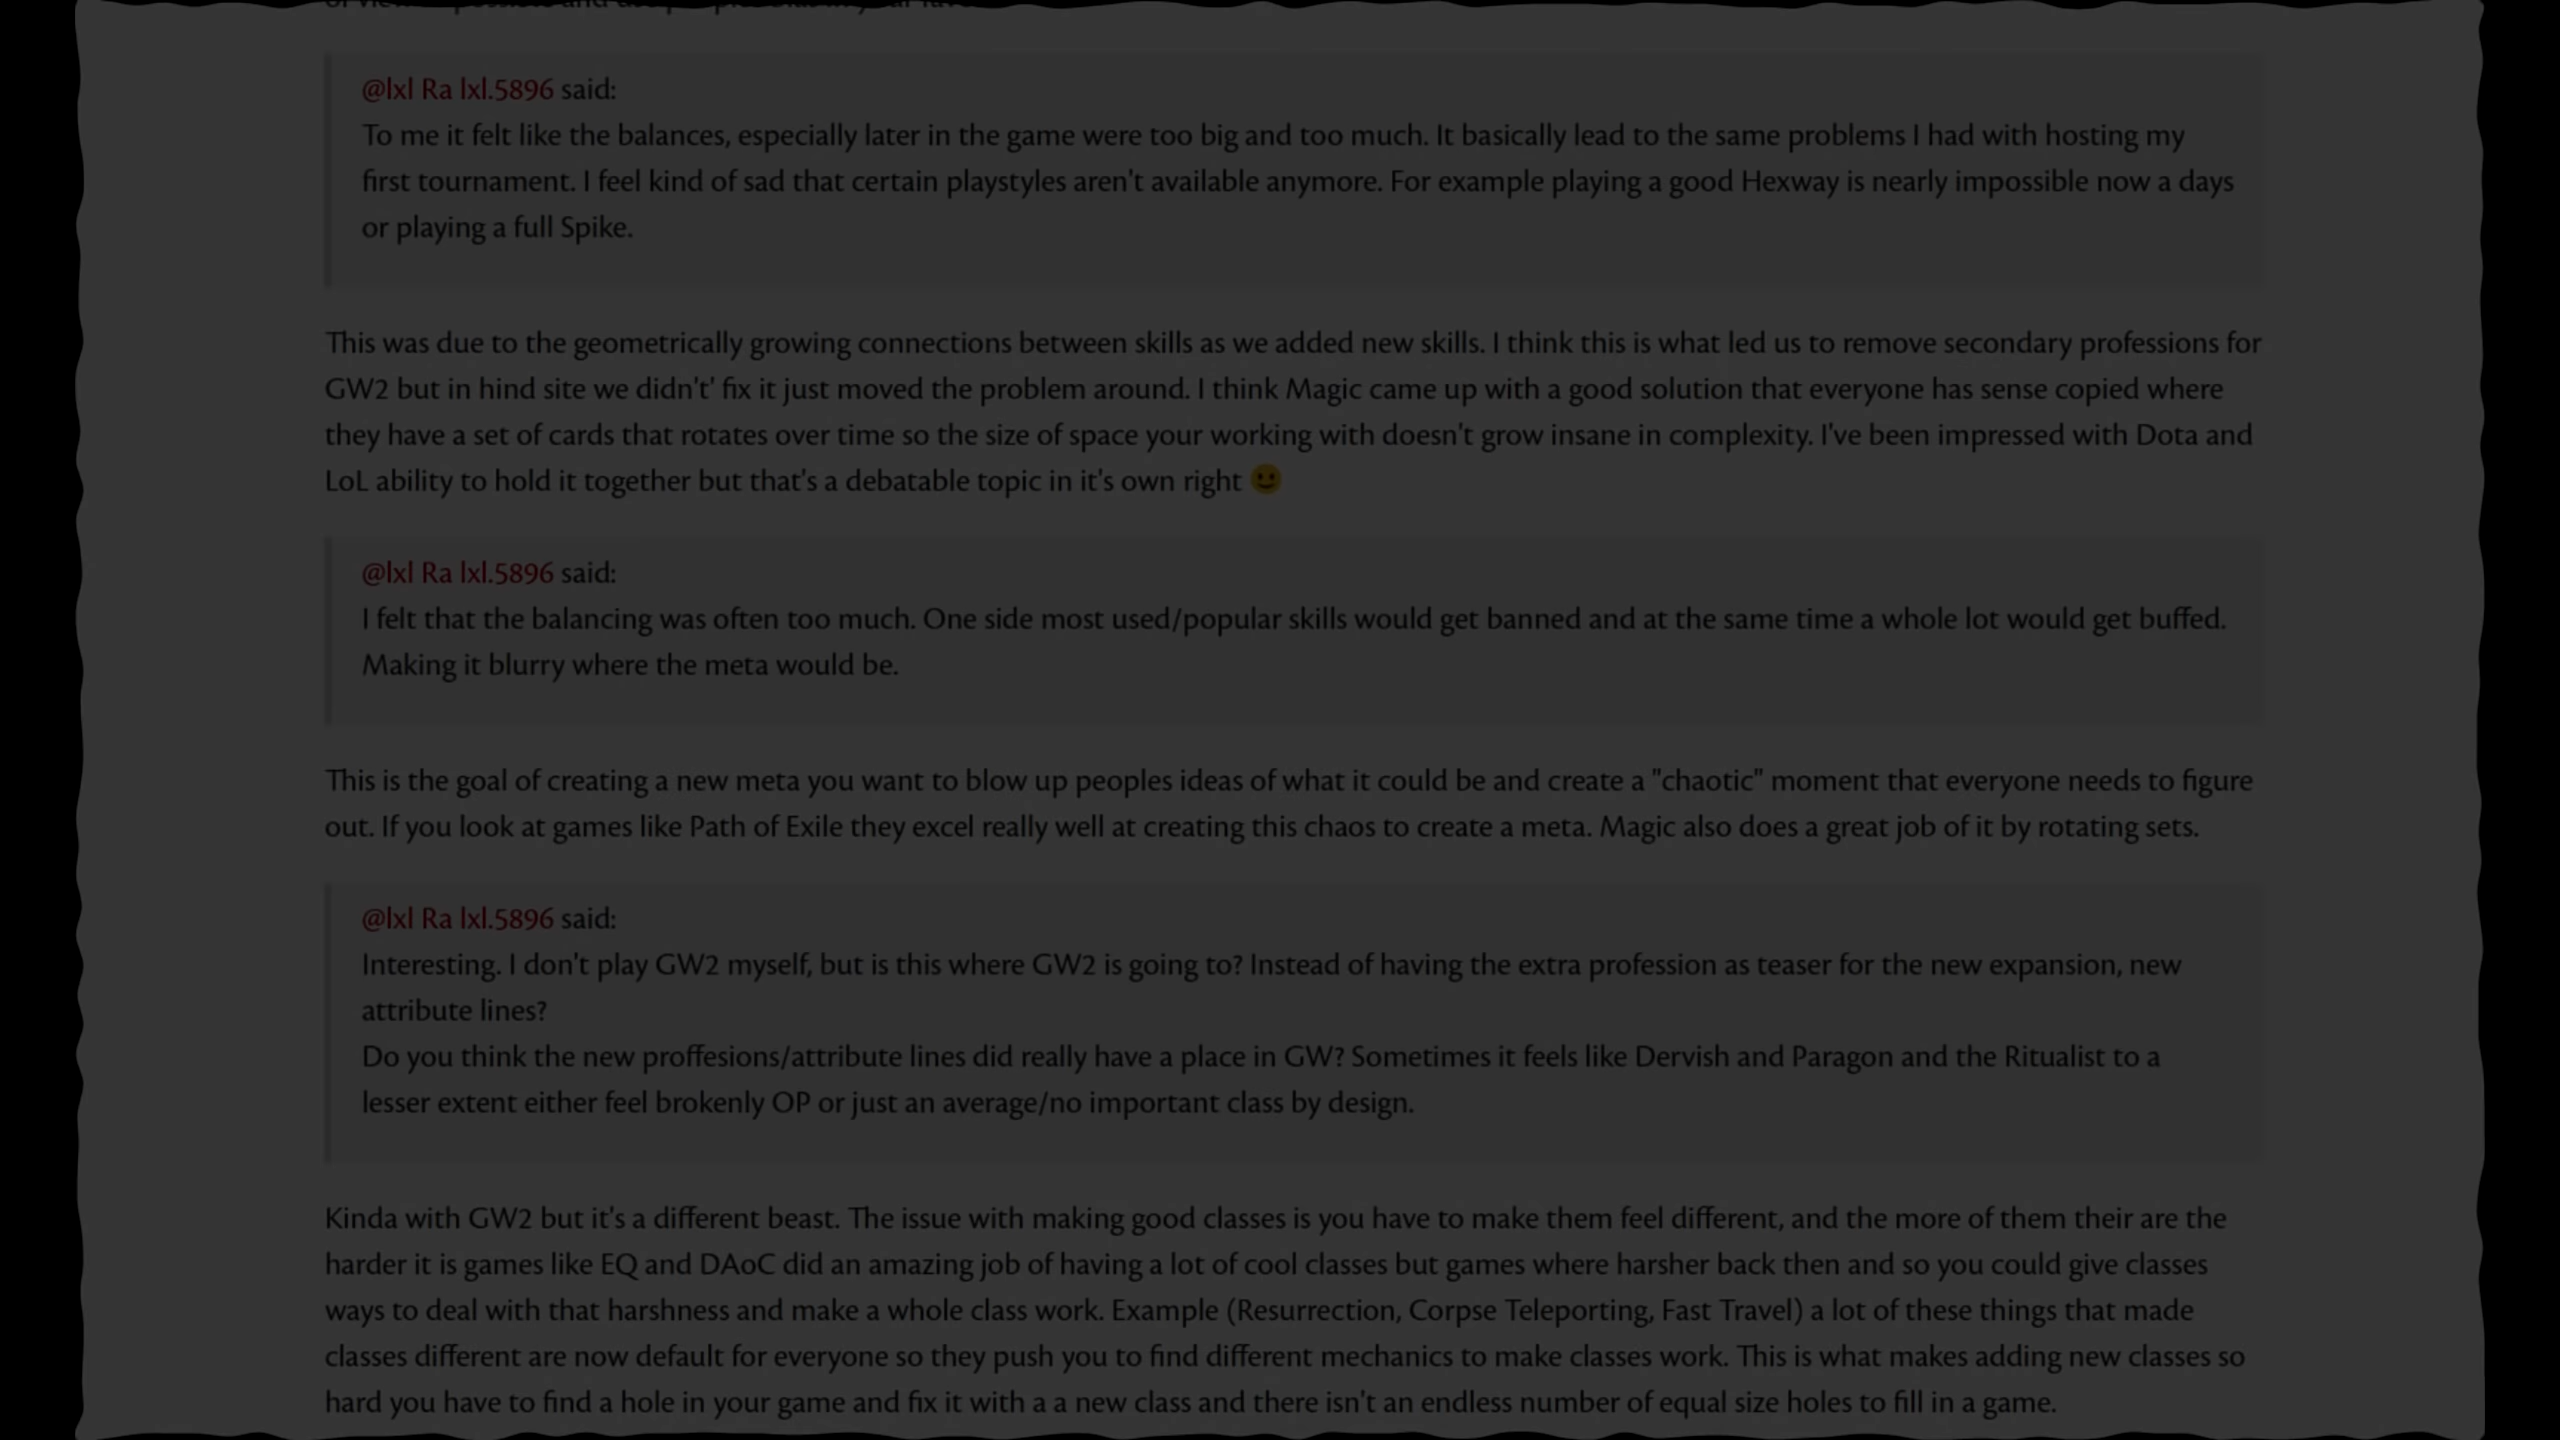 @lxl Ra lxl.5896 said:
To me it felt like the balances, especially later in the game were too big and too much. It basically lead to the same problems I had with hosting my
first tournament. I feel kind of sad that certain playstyles aren't available anymore. For example playing a good Hexway is nearly impossible now a days
or playing a full Spike.
This was due to the geometrically growing connections between skills as we added new skills. I think this is what led us to remove secondary professions for
GW2 but in hind site we didn't' fix it just moved the problem around. I think Magic came up with a good solution that everyone has sense copied where
they have a set of cards that rotates over time so the size of space your working with doesn't grow insane in complexity. I've been impressed with Dota and
LoL ability to hold it together but that's a debatable topic in it's own right 🙂
@lxl Ra lxl.5896 said:
I felt that the balancing was often too much. One side most used/popular skills would get banned and at the same time a whole lot would get buffed.
Making it blurry where the meta would be.
This is the goal of creating a new meta you want to blow up peoples ideas of what it could be and create a "chaotic" moment that everyone needs to figure
out. If you look at games like Path of Exile they excel really well at creating this chaos to create a meta. Magic also does a great job of it by rotating sets.
@lxl Ra lxl.5896 said:
Interesting. I don't play GW2 myself, but is this where GW2 is going to? Instead of having the extra profession as teaser for the new expansion, new
attribute lines?
Do you think the new proffesions/attribute lines did really have a place in GW? Sometimes it feels like Dervish and Paragon and the Ritualist to a
lesser extent either feel brokenly OP or just an average/no important class by design.
Kinda with GW2 but it's a different beast. The issue with making good classes is you have to make them feel different, and the more of them their are the
harder it is games like EQ and DAoC did an amazing job of having a lot of cool classes but games where harsher back then and so you could give classes
ways to deal with that harshness and make a whole class work. Example (Resurrection, Corpse Teleporting, Fast Travel) a lot of these things that made
classes different are now default for everyone so they push you to find different mechanics to make classes work. This is what makes adding new classes so
hard you have to find a hole in your game and fix it with a a new class and there isn't an endless number of equal size holes to fill in a game.